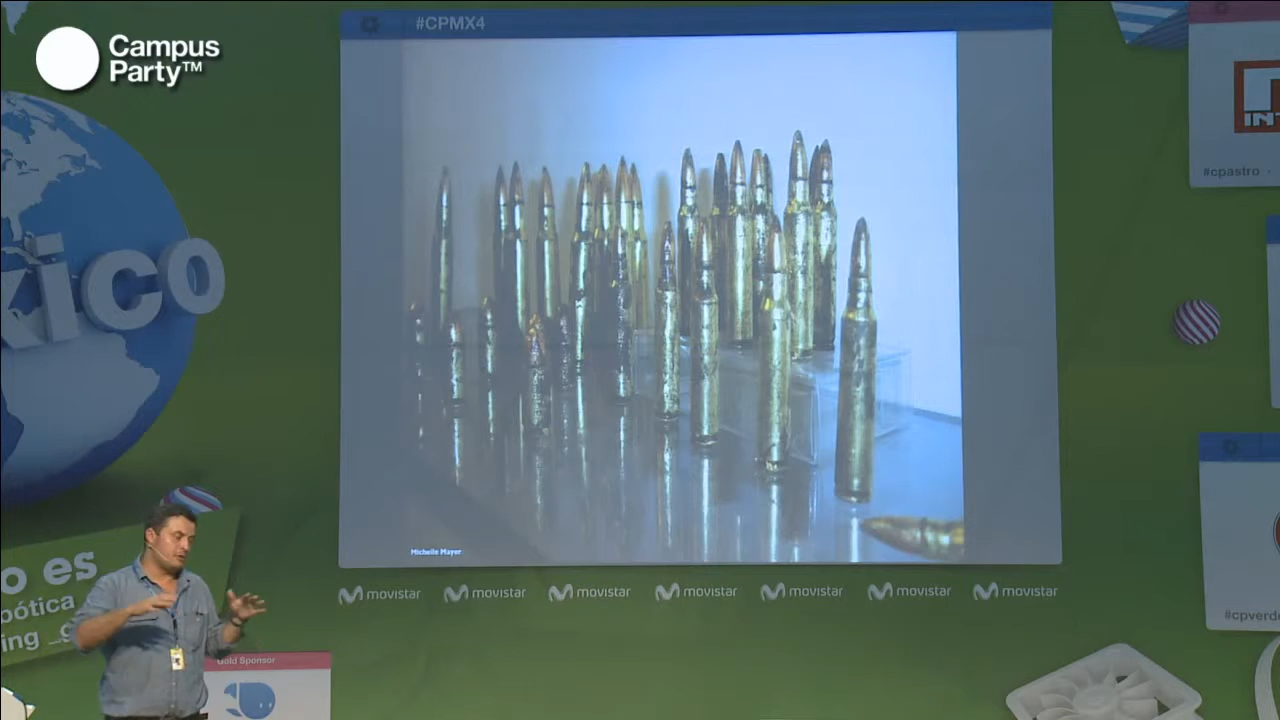 Campus
Party™
#CPMX4
#cpastro
xico
Michelle Mayer
movistar movistar movistar movistar movistar movistar movistar
o es
bótica
ing
Gold Sponsor
#cpverd